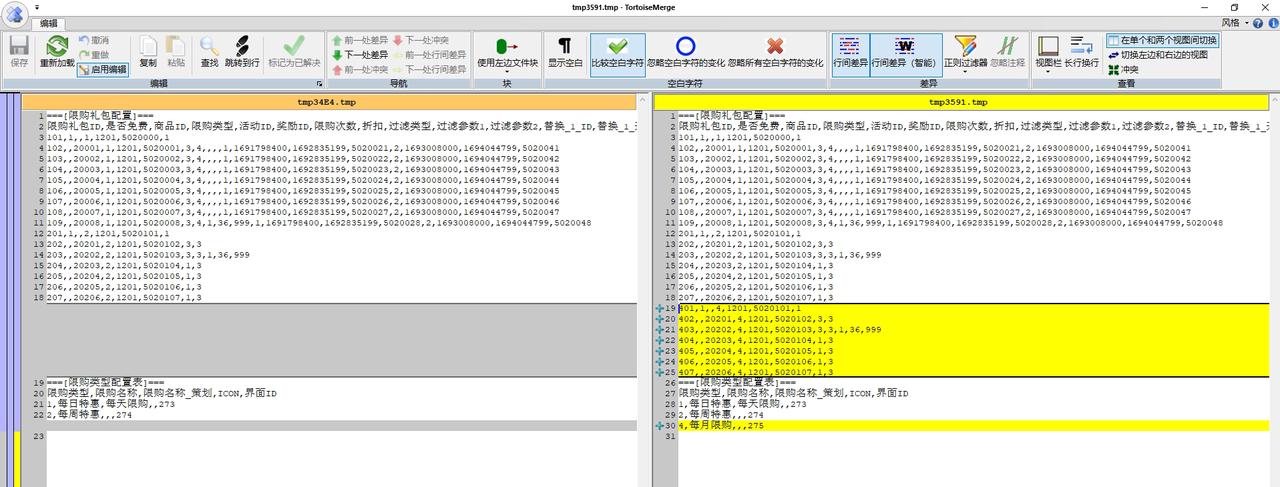 tmp3591.tmp - TortoiseMerge
编辑
风格
保存
重新加载
撤消
重做
启用编辑
复制
粘贴
查找
跳转到行
标记为已解决
编辑
前一处差异
下一处差异
前一处冲突
下一处冲突
前一行间差异
下一行间差异
导航
使用左边文件块
块
显示空白
比较空白字符
忽略空白字符的变化
忽略所有空白字符的变化
空白字符
行间差异
行间差异（智能）
正则过滤器
忽略注释
差异
视图栏
长行换行
在单个和两个视图间切换
切换左边和右边的视图
冲突
查看
tmp34E4.tmp
1 ===[限购礼包配置]===
2 限购礼包ID,是否免费,商品ID,限购类型,活动ID,奖励ID,限购次数,折扣,过滤类型,过滤参数1,过滤参数2,替换_1_ID,替换_1_
3 101,1,,1,1201,5020000,1
4 102,,20001,1,1201,5020001,3,4,,,,1,1691798400,1692835199,5020021,2,1693008000,1694044799,5020041
5 103,,20002,1,1201,5020002,3,4,,,,1,1691798400,1692835199,5020022,2,1693008000,1694044799,5020042
6 104,,20003,1,1201,5020003,3,4,,,,1,1691798400,1692835199,5020023,2,1693008000,1694044799,5020043
7 105,,20004,1,1201,5020004,3,4,,,,1,1691798400,1692835199,5020024,2,1693008000,1694044799,5020044
8 106,,20005,1,1201,5020005,3,4,,,,1,1691798400,1692835199,5020025,2,1693008000,1694044799,5020045
9 107,,20006,1,1201,5020006,3,4,,,,1,1691798400,1692835199,5020026,2,1693008000,1694044799,5020046
10 108,,20007,1,1201,5020007,3,4,,,,1,1691798400,1692835199,5020027,2,1693008000,1694044799,5020047
11 109,,20008,1,1201,5020008,3,4,1,36,999,1,1691798400,1692835199,5020028,2,1693008000,1694044799,5020048
12 201,1,,2,1201,5020101,1
13 202,,20201,2,1201,5020102,3,3
14 203,,20202,2,1201,5020103,3,3,1,36,999
15 204,,20203,2,1201,5020104,1,3
16 205,,20204,2,1201,5020105,1,3
17 206,,20205,2,1201,5020106,1,3
18 207,,20206,2,1201,5020107,1,3
19 ===[限购类型配置表]===
20 限购类型,限购名称,限购名称_策划,ICON,界面ID
21 1,每日特惠,每天限购,,273
22 2,每周特惠,,,274
23
tmp3591.tmp
1 ===[限购礼包配置]===
2 限购礼包ID,是否免费,商品ID,限购类型,活动ID,奖励ID,限购次数,折扣,过滤类型,过滤参数1,过滤参数2,替换_1_ID,替换_1_
3 101,1,,1,1201,5020000,1
4 102,,20001,1,1201,5020001,3,4,,,,1,1691798400,1692835199,5020021,2,1693008000,1694044799,5020041
5 103,,20002,1,1201,5020002,3,4,,,,1,1691798400,1692835199,5020022,2,1693008000,1694044799,5020042
6 104,,20003,1,1201,5020003,3,4,,,,1,1691798400,1692835199,5020023,2,1693008000,1694044799,5020043
7 105,,20004,1,1201,5020004,3,4,,,,1,1691798400,1692835199,5020024,2,1693008000,1694044799,5020044
8 106,,20005,1,1201,5020005,3,4,,,,1,1691798400,1692835199,5020025,2,1693008000,1694044799,5020045
9 107,,20006,1,1201,5020006,3,4,,,,1,1691798400,1692835199,5020026,2,1693008000,1694044799,5020046
10 108,,20007,1,1201,5020007,3,4,,,,1,1691798400,1692835199,5020027,2,1693008000,1694044799,5020047
11 109,,20008,1,1201,5020008,3,4,1,36,999,1,1691798400,1692835199,5020028,2,1693008000,1694044799,5020048
12 201,1,,2,1201,5020101,1
13 202,,20201,2,1201,5020102,3,3
14 203,,20202,2,1201,5020103,3,3,1,36,999
15 204,,20203,2,1201,5020104,1,3
16 205,,20204,2,1201,5020105,1,3
17 206,,20205,2,1201,5020106,1,3
18 207,,20206,2,1201,5020107,1,3
19 401,1,,4,1201,5020101,1
20 402,,20201,4,1201,5020102,3,3
21 403,,20202,4,1201,5020103,3,3,1,36,999
22 404,,20203,4,1201,5020104,1,3
23 405,,20204,4,1201,5020105,1,3
24 406,,20205,4,1201,5020106,1,3
25 407,,20206,4,1201,5020107,1,3
26 ===[限购类型配置表]===
27 限购类型,限购名称,限购名称_策划,ICON,界面ID
28 1,每日特惠,每天限购,,273
29 2,每周特惠,,,274
30 4,每月限购,,,275
31